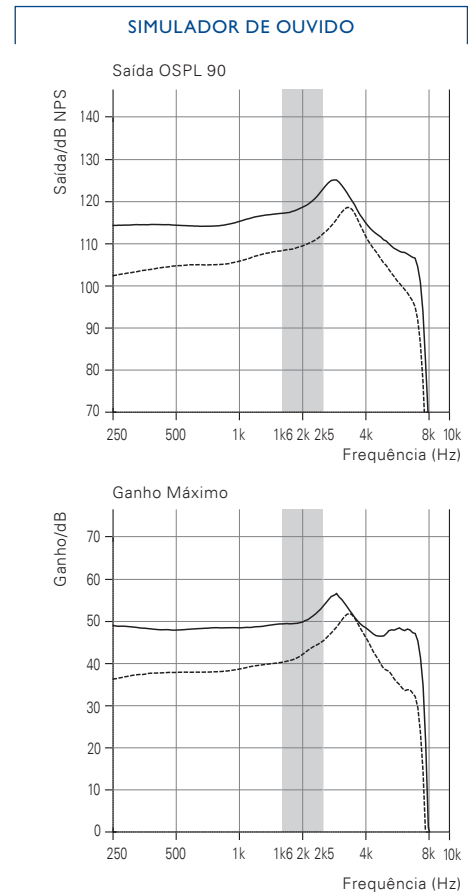 SIMULADOR DE OUVIDO
Saída OSPL 90
Saída/dB NPS
140
130
120
110
100
90
80
70
250 500 1k 1k6 2k 2k5 4k 8k 10k
Frequência (Hz)
Ganho Máximo
Ganho/dB
70
60
50
40
30
20
10
0
250 500 1k 1k6 2k 2k5 4k 8k 10k
Frequência (Hz)